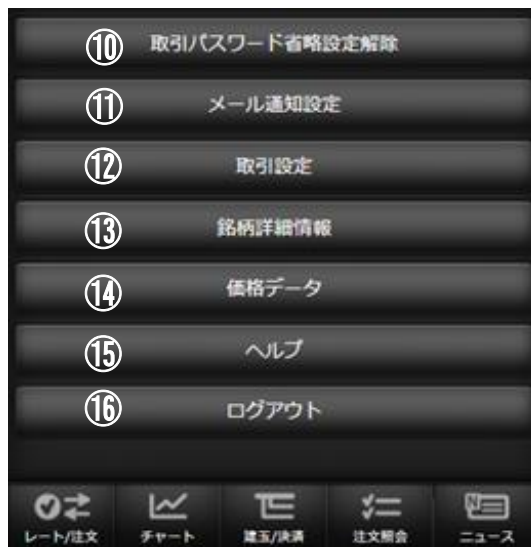 ⑩ 取引パスワード省略設定解除
⑪ メール通知設定
⑫ 取引設定
⑬ 銘柄詳細情報
⑭ 価格データ
⑮ ヘルプ
⑯ ログアウト
レート/注文 チャート 建玉/決済 注文照会 ニュース